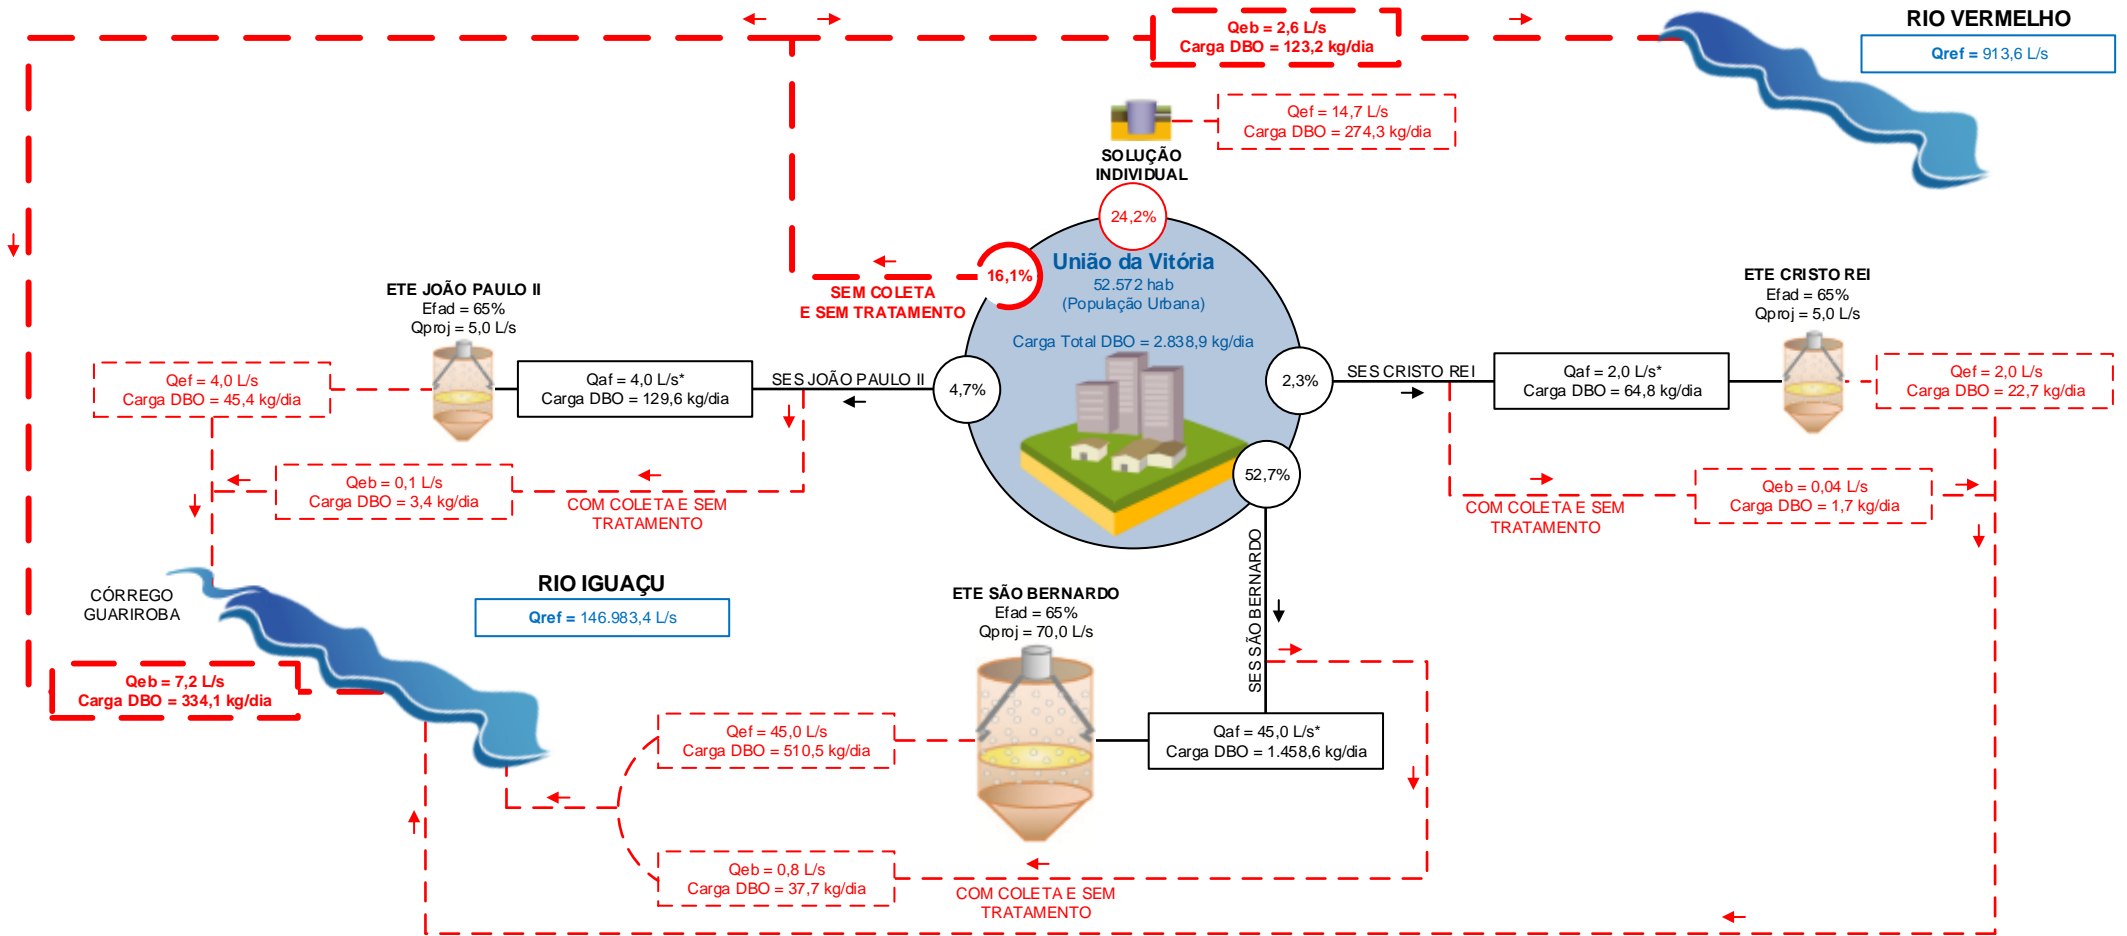 Qeb = 2,6 L/s
Carga DBO = 123,2 kg/dia
RIO VERMELHO
Qref = 913,6 L/s
Qef = 14,7 L/s
Carga DBO = 274,3 kg/dia
SOLUÇÃO
INDIVIDUAL
24,2%
16,1%
SEM COLETA
E SEM TRATAMENTO
União da Vitória
52.572 hab
(População Urbana)
Carga Total DBO = 2.838,9 kg/dia
ETE JOÃO PAULO II
Efad = 65%
Qproj = 5,0 L/s
Qef = 4,0 L/s
Carga DBO = 45,4 kg/dia
Qaf = 4,0 L/s*
Carga DBO = 129,6 kg/dia
SES JOÃO PAULO II
4,7%
Qeb = 0,1 L/s
Carga DBO = 3,4 kg/dia
COM COLETA E SEM
TRATAMENTO
ETE CRISTO REI
Efad = 65%
Qproj = 5,0 L/s
2,3%
SES CRISTO REI
Qaf = 2,0 L/s*
Carga DBO = 64,8 kg/dia
Qef = 2,0 L/s
Carga DBO = 22,7 kg/dia
COM COLETA E SEM
TRATAMENTO
Qeb = 0,04 L/s
Carga DBO = 1,7 kg/dia
52,7%
SES SÃO BERNARDO
CÓRREGO
GUARIROBA
RIO IGUAÇU
Qref = 146.983,4 L/s
Qeb = 7,2 L/s
Carga DBO = 334,1 kg/dia
ETE SÃO BERNARDO
Efad = 65%
Qproj = 70,0 L/s
Qef = 45,0 L/s
Carga DBO = 510,5 kg/dia
Qaf = 45,0 L/s*
Carga DBO = 1.458,6 kg/dia
Qeb = 0,8 L/s
Carga DBO = 37,7 kg/dia
COM COLETA E SEM
TRATAMENTO